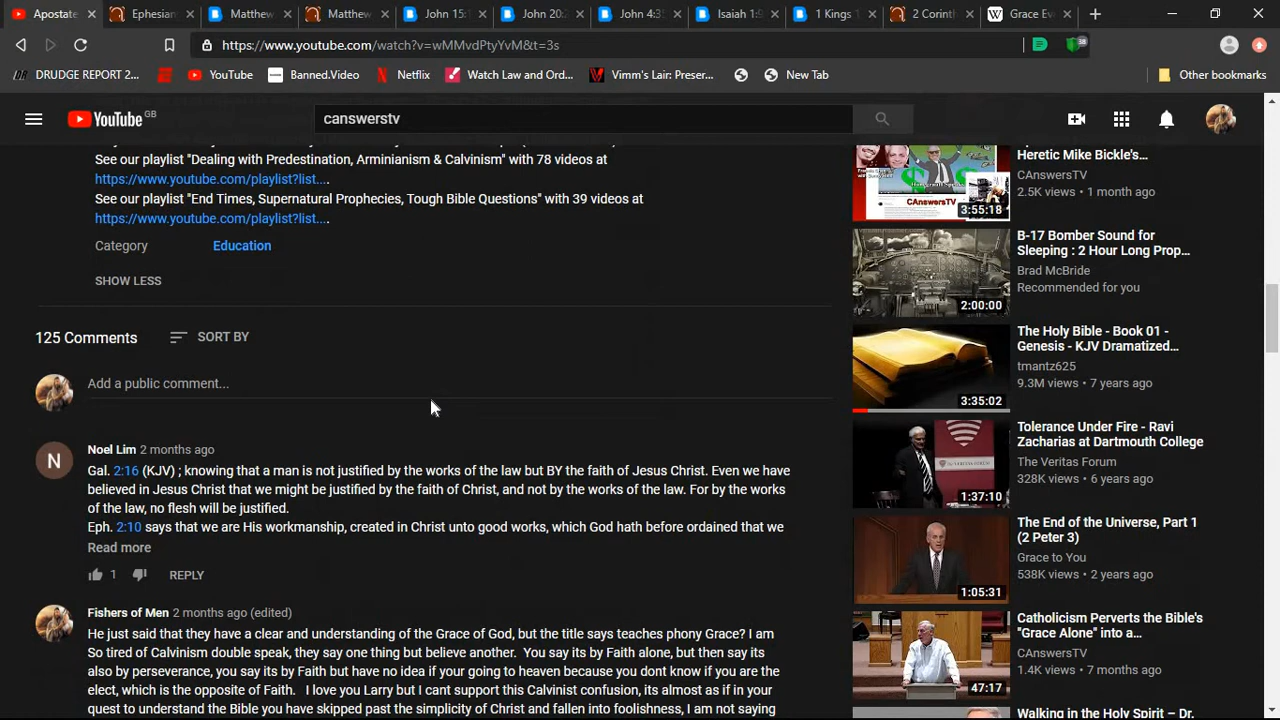 Apostate
Ephesian
Matthew
Matthew
John 15:1
John 20:2
John 4:35
Isaiah 1:9
1 Kings 1
2 Corinth
Grace Ev
https://www.youtube.com/watch?v=wMMvdPtyYvM&t=3s
38
DRUDGE REPORT 2...
YouTube
Banned.Video
Netflix
Watch Law and Ord...
Vimm's Lair: Preser...
New Tab
Other bookmarks
YouTube GB
canswerstv
See our playlist "Dealing with Predestination, Arminianism & Calvinism" with 78 videos at
https://www.youtube.com/playlist?list...
See our playlist "End Times, Supernatural Prophecies, Tough Bible Questions" with 39 videos at
https://www.youtube.com/playlist?list...
Category
Education
SHOW LESS
125 Comments
SORT BY
Add a public comment...
N
Noel Lim 2 months ago
Gal. 2:16 (KJV) ; knowing that a man is not justified by the works of the law but BY the faith of Jesus Christ. Even we have
believed in Jesus Christ that we might be justified by the faith of Christ, and not by the works of the law. For by the works
of the law, no flesh will be justified.
Eph. 2:10 says that we are His workmanship, created in Christ unto good works, which God hath before ordained that we
Read more
1
REPLY
Fishers of Men 2 months ago (edited)
He just said that they have a clear and understanding of the Grace of God, but the title says teaches phony Grace? I am
So tired of Calvinism double speak, they say one thing but believe another. You say its by Faith alone, but then say its
also by perseverance, you say its by Faith but have no idea if your going to heaven because you dont know if you are the
elect, which is the opposite of Faith. I love you Larry but I cant support this Calvinist confusion, its almost as if in your
quest to understand the Bible you have skipped past the simplicity of Christ and fallen into foolishness, I am not saying
Heretic Mike Bickle's...
CAnswersTV
2.5K views • 1 month ago
CAnswersTV
3:55:18
B-17 Bomber Sound for
Sleeping : 2 Hour Long Prop...
Brad McBride
Recommended for you
2:00:00
The Holy Bible - Book 01 -
Genesis - KJV Dramatized...
tmantz625
9.3M views • 7 years ago
3:35:02
Tolerance Under Fire - Ravi
Zacharias at Dartmouth College
The Veritas Forum
328K views • 6 years ago
1:37:10
The End of the Universe, Part 1
(2 Peter 3)
Grace to You
538K views • 2 years ago
1:05:31
Catholicism Perverts the Bible's
"Grace Alone" into a...
CAnswersTV
1.4K views • 7 months ago
47:17
Walking in the Holy Spirit – Dr.